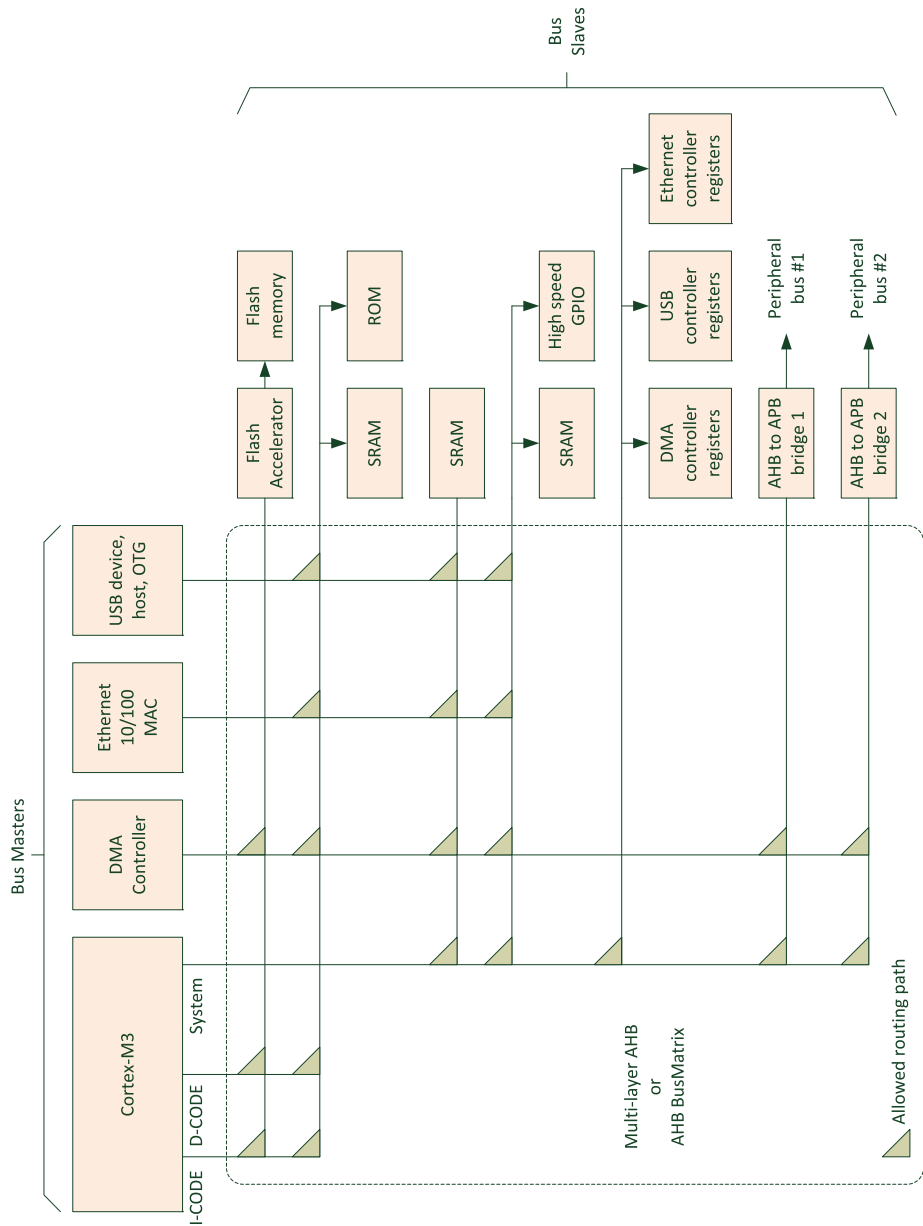 Bus Masters
Cortex-M3
DMA
Controller
Ethernet
10/100
MAC
USB device,
host, OTG
I-CODE
D-CODE
System
Flash
Accelerator
Flash
memory
SRAM
ROM
SRAM
SRAM
High speed
GPIO
DMA
controller
registers
USB
controller
registers
Ethernet
controller
registers
AHB to APB
bridge 1
Peripheral
bus #1
AHB to APB
bridge 2
Peripheral
bus #2
Bus
Slaves
Multi-layer AHB
or
AHB BusMatrix
Allowed routing path